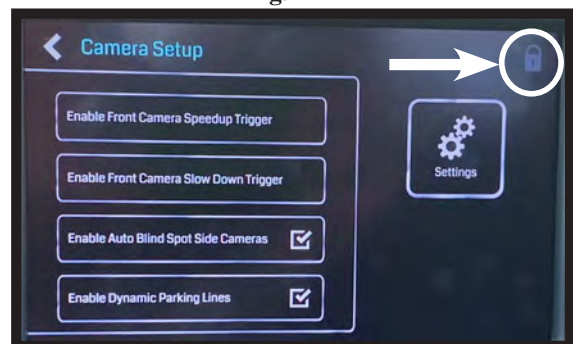 Camera Setup
Enable Front Camera Speedup Trigger
Enable Front Camera Slow Down Trigger
Settings
Enable Auto Blind Spot Side Cameras
Enable Dynamic Parking Lines